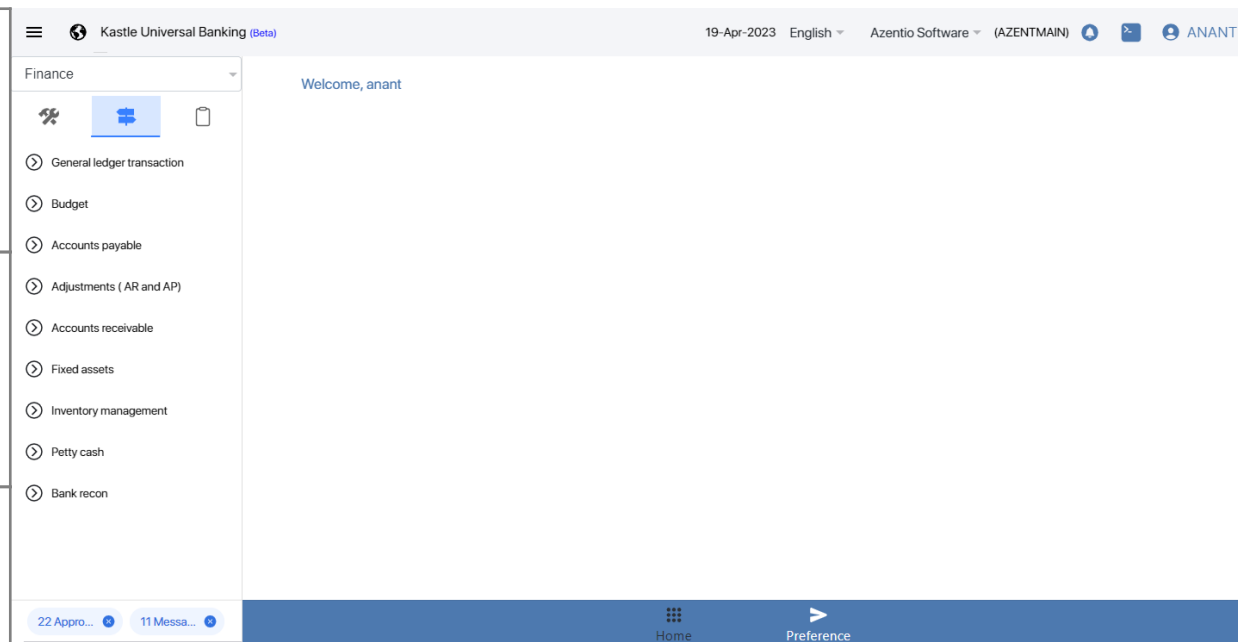 Kastle Universal Banking (Beta)
19-Apr-2023 English Azentio Software (AZENTMAIN) ANANT
Finance
Welcome, anant
General ledger transaction
Budget
Accounts payable
Adjustments ( AR and AP)
Accounts receivable
Fixed assets
Inventory management
Petty cash
Bank recon
22 Appro... 11 Messa...
Home Preference